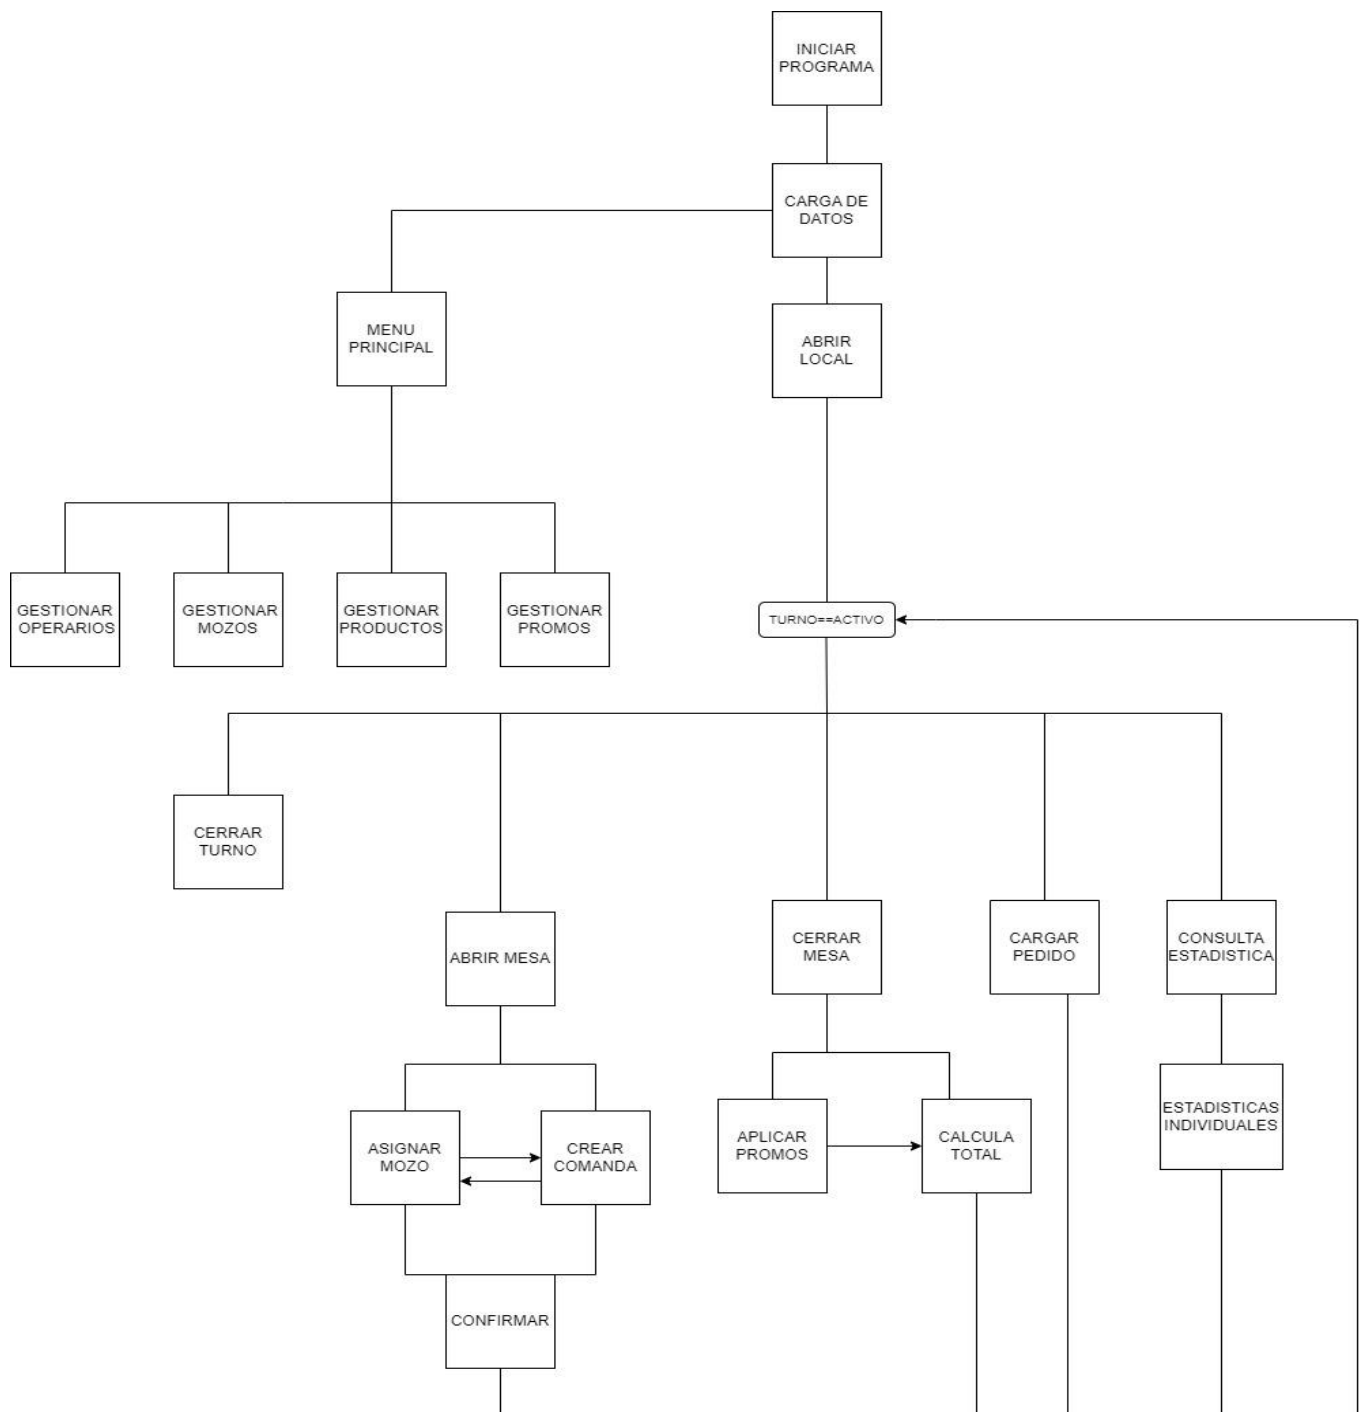 INICIAR
PROGRAMA
CARGA DE
DATOS
MENU
PRINCIPAL
ABRIR
LOCAL
GESTIONAR
OPERARIOS
GESTIONAR
MOZOS
GESTIONAR
PRODUCTOS
GESTIONAR
PROMOS
TURNO==ACTIVO
CERRAR
TURNO
ABRIR MESA
CERRAR
MESA
CARGAR
PEDIDO
CONSULTA
ESTADISTICA
ASIGNAR
MOZO
CREAR
COMANDA
APLICAR
PROMOS
CALCULA
TOTAL
ESTADISTICAS
INDIVIDUALES
CONFIRMAR